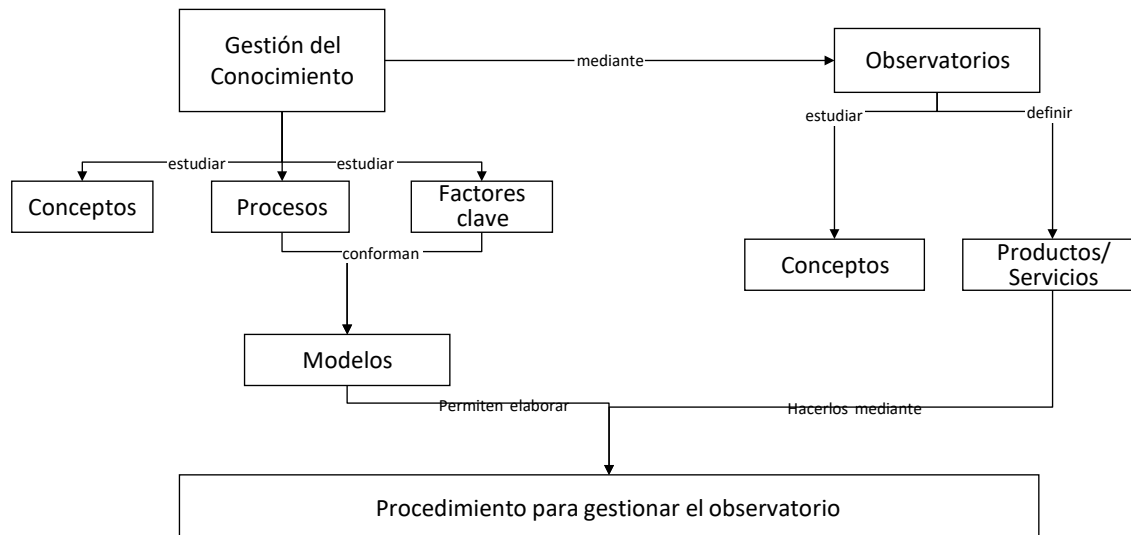 Gestión del
Conocimiento
mediante
Observatorios
estudiar
definir
estudiar
estudiar
Conceptos
Procesos
Factores
clave
conforman
Conceptos
Productos/
Servicios
Modelos
Permiten elaborar
Hacerlos mediante
Procedimiento para gestionar el observatorio